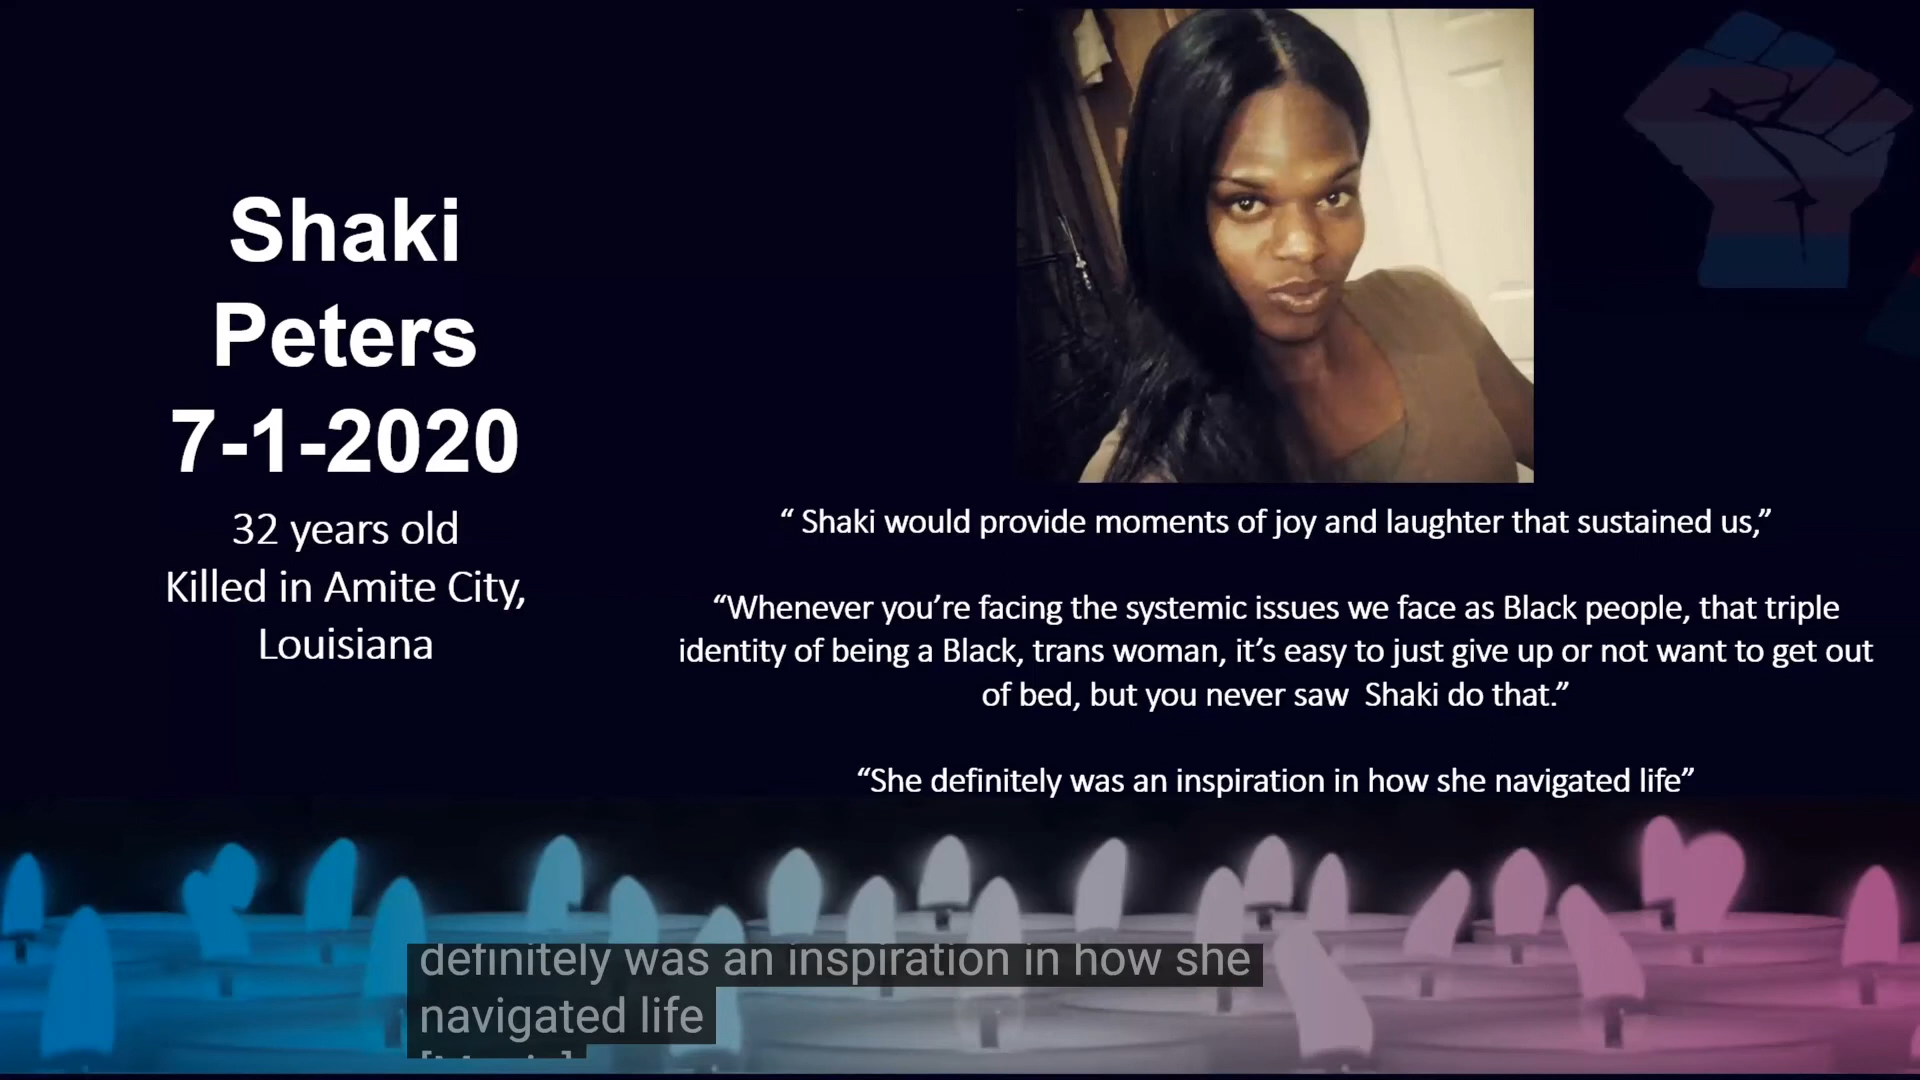 Shaki
Peters
7-1-2020
32 years old
Killed in Amite City,
Louisiana
“ Shaki would provide moments of joy and laughter that sustained us,”
“Whenever you’re facing the systemic issues we face as Black people, that triple
identity of being a Black, trans woman, it’s easy to just give up or not want to get out
of bed, but you never saw  Shaki do that.”
“She definitely was an inspiration in how she navigated life”
definitely was an inspiration in how she
navigated life